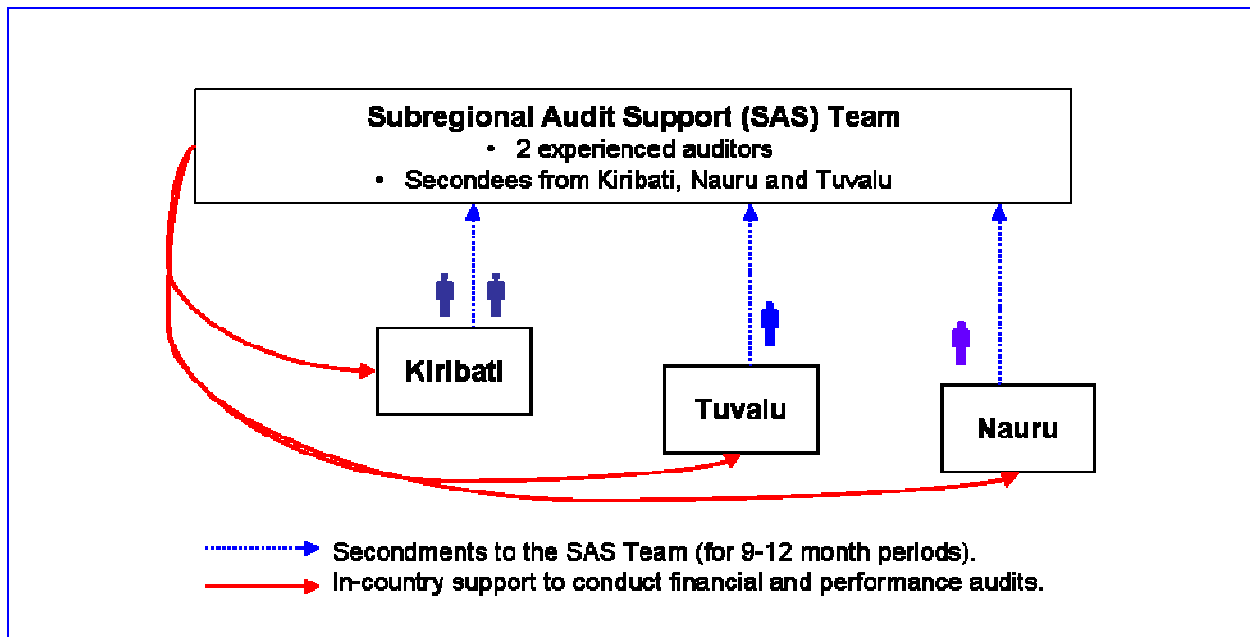 Subregional Audit Support (SAS) Team
• 2 experienced auditors
• Secondees from Kiribati, Nauru and Tuvalu
Kiribati
Tuvalu
Nauru
Secondments to the SAS Team (for 9-12 month periods).
In-country support to conduct financial and performance audits.